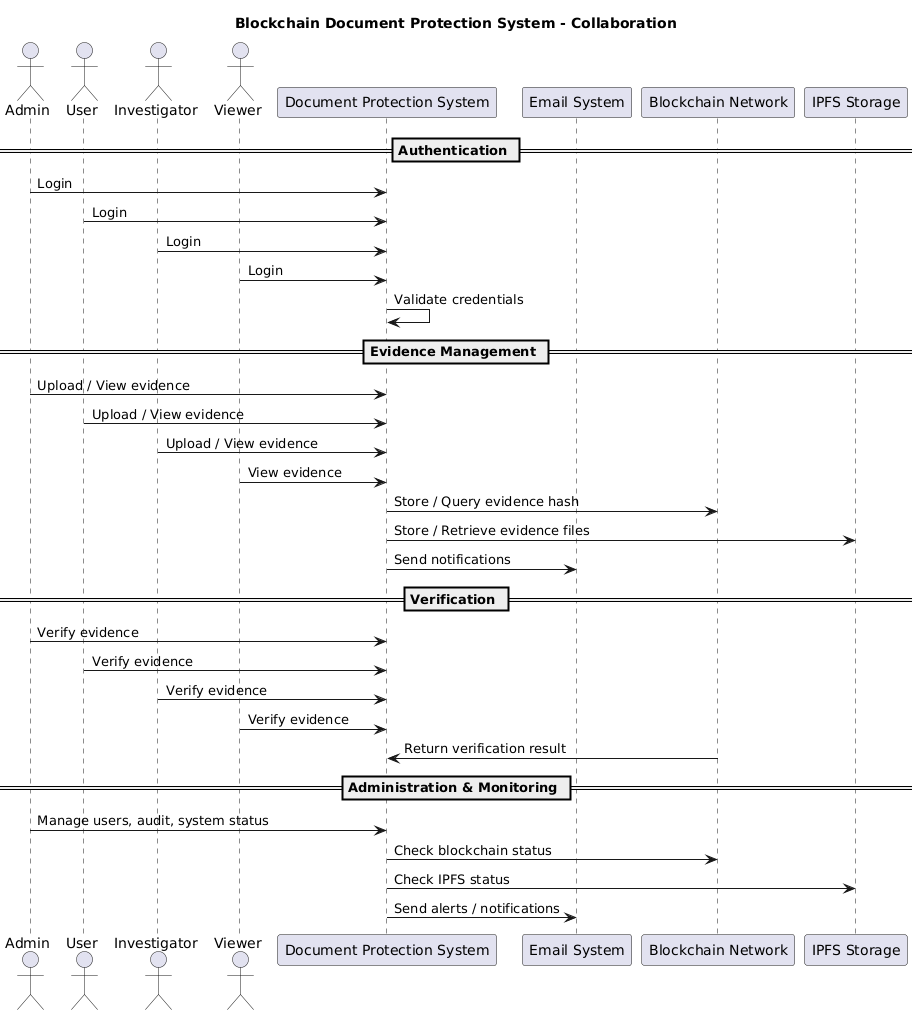 Blockchain Document Protection System - Collaboration
Admin
User
Investigator
Viewer
Document Protection System
Email System
Blockchain Network
IPFS Storage
Authentication
Login
Login
Login
Login
Validate credentials
Evidence Management
Upload / View evidence
Upload / View evidence
Upload / View evidence
View evidence
Store / Query evidence hash
Store / Retrieve evidence files
Send notifications
Verification
Verify evidence
Verify evidence
Verify evidence
Verify evidence
Return verification result
Administration & Monitoring
Manage users, audit, system status
Check blockchain status
Check IPFS status
Send alerts / notifications
Admin
User
Investigator
Viewer
Document Protection System
Email System
Blockchain Network
IPFS Storage